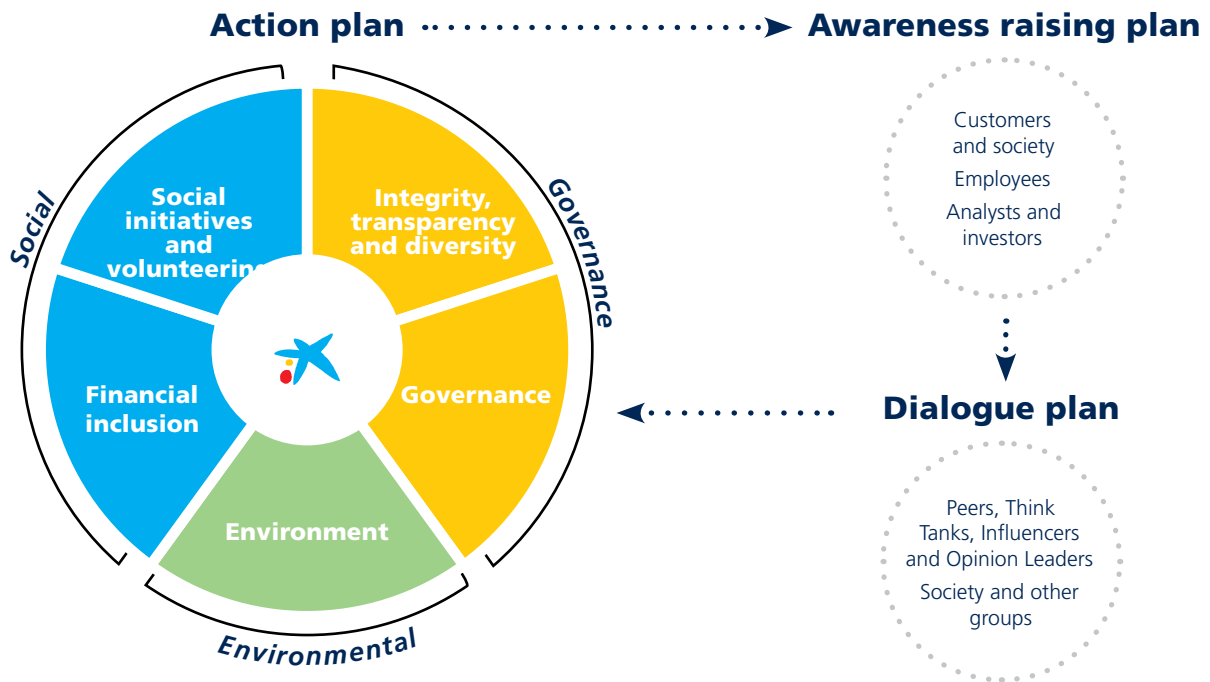 Action plan
Awareness raising plan
Social
Social
initiatives
and
volunteering
Integrity,
transparency
and diversity
Governance
Financial
inclusion
Governance
Environment
Environmental
Customers
and society
Employees
Analysts and
investors
Dialogue plan
Peers, Think
Tanks, Influencers
and Opinion Leaders
Society and other
groups